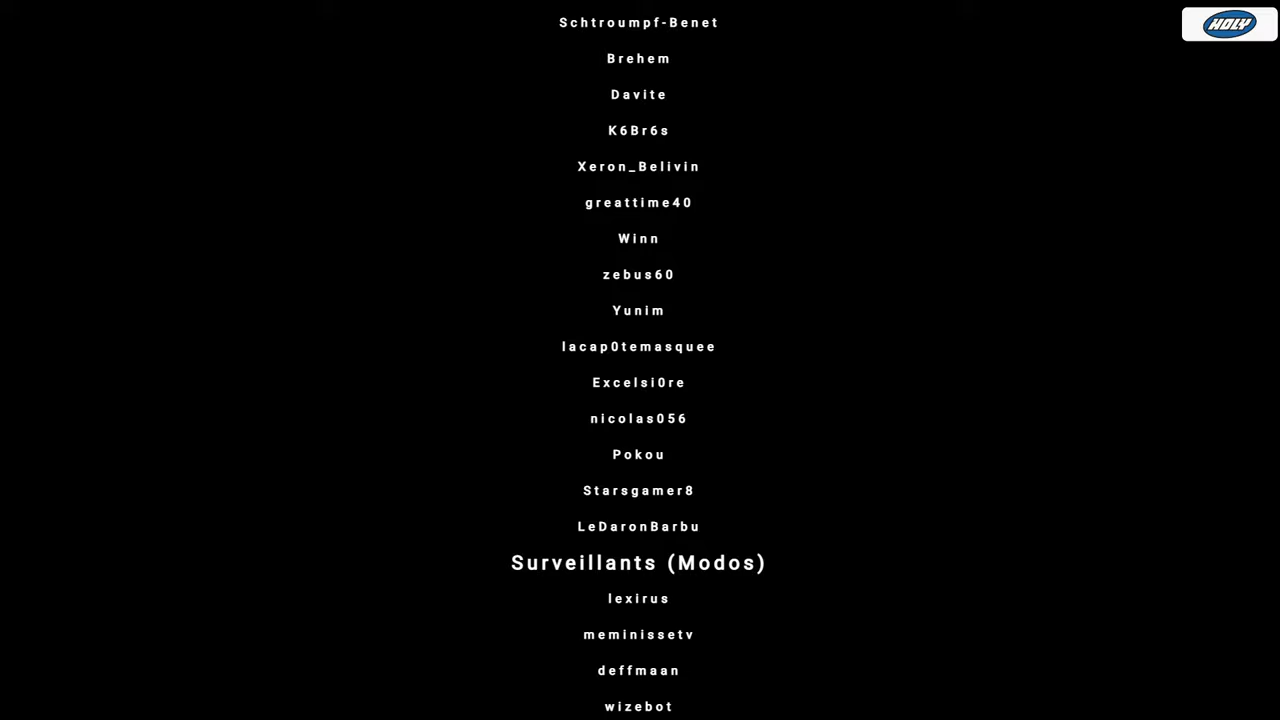 Schtroumpf-Benet
HOLY
Brehem
Davite
K6Br6s
Xeron_Belivin
greattime40
Winn
zebus60
Yunim
lacap0temasquee
Excelsi0re
nicolas056
Pokou
Starsgamer8
LeDaronBarbu
Surveillants (Modos)
lexirus
meminissetv
deffmaan
wizebot